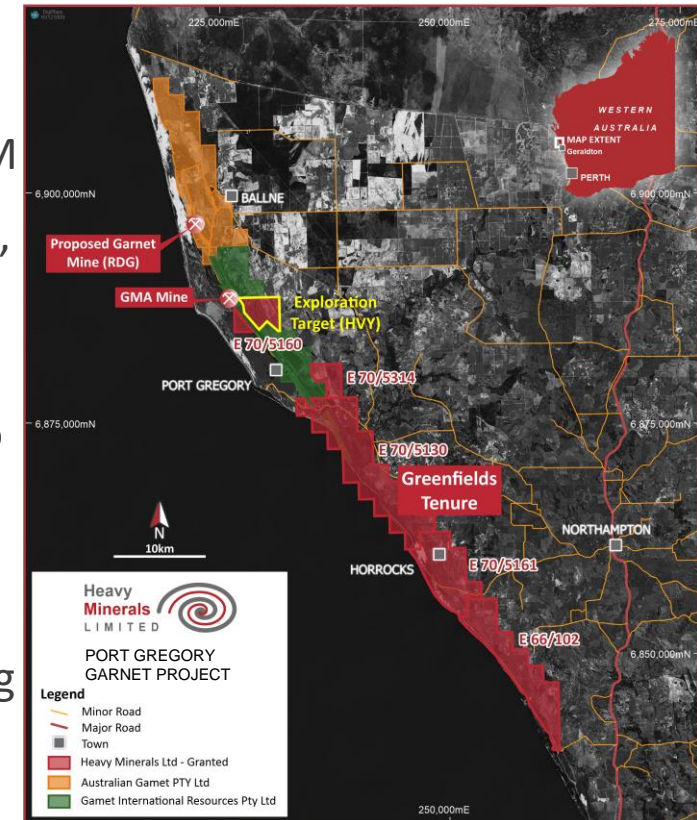 225,000mE
250,000mE
275,000mE
WESTERN
AUSTRALIA
MAP EXTENT
Geraldton
PERTH
M
6,900,000mN
6,900,000mN
BALLNE
,
Proposed Garnet
Mine (RDG)
GMA Mine
Exploration
Target (HVY)
E 70/5160
E 70/5314
PORT GREGORY
6,875,000mN
6,875,000mN
E 70/5130
Greenfields
Tenure
N
10km
NORTHAMPTON
HORROCKS
E 70/5161
E 66/102
6,850,000mN
g
Heavy
Minerals
LIMITED
PORT GREGORY
GARNET PROJECT
Legend
Minor Road
Major Road
Town
Heavy Minerals Ltd - Granted
Australian Gamet PTY Ltd
Gamet International Resources Pty Ltd
250,000mE